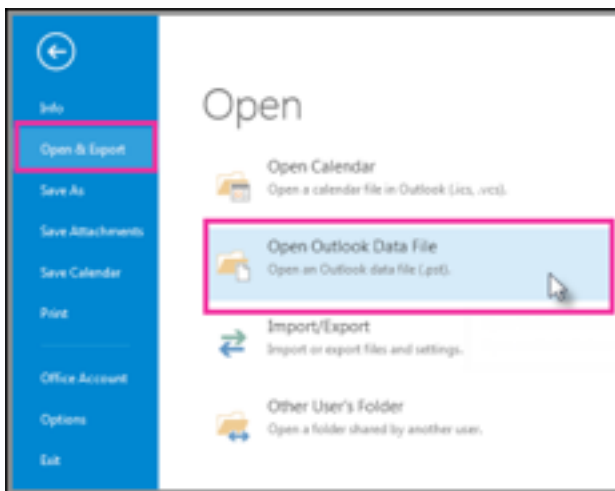 Info
Open & Export
Save As
Save Attachments
Save Calendar
Print
Office Account
Options
Exit
Open
Open Calendar
Open a calendar file in Outlook (.ics, .vcs).
Open Outlook Data File
Open an Outlook data file (.pst).
Import/Export
Import or export files and settings.
Other User's Folder
Open a folder shared by another user.